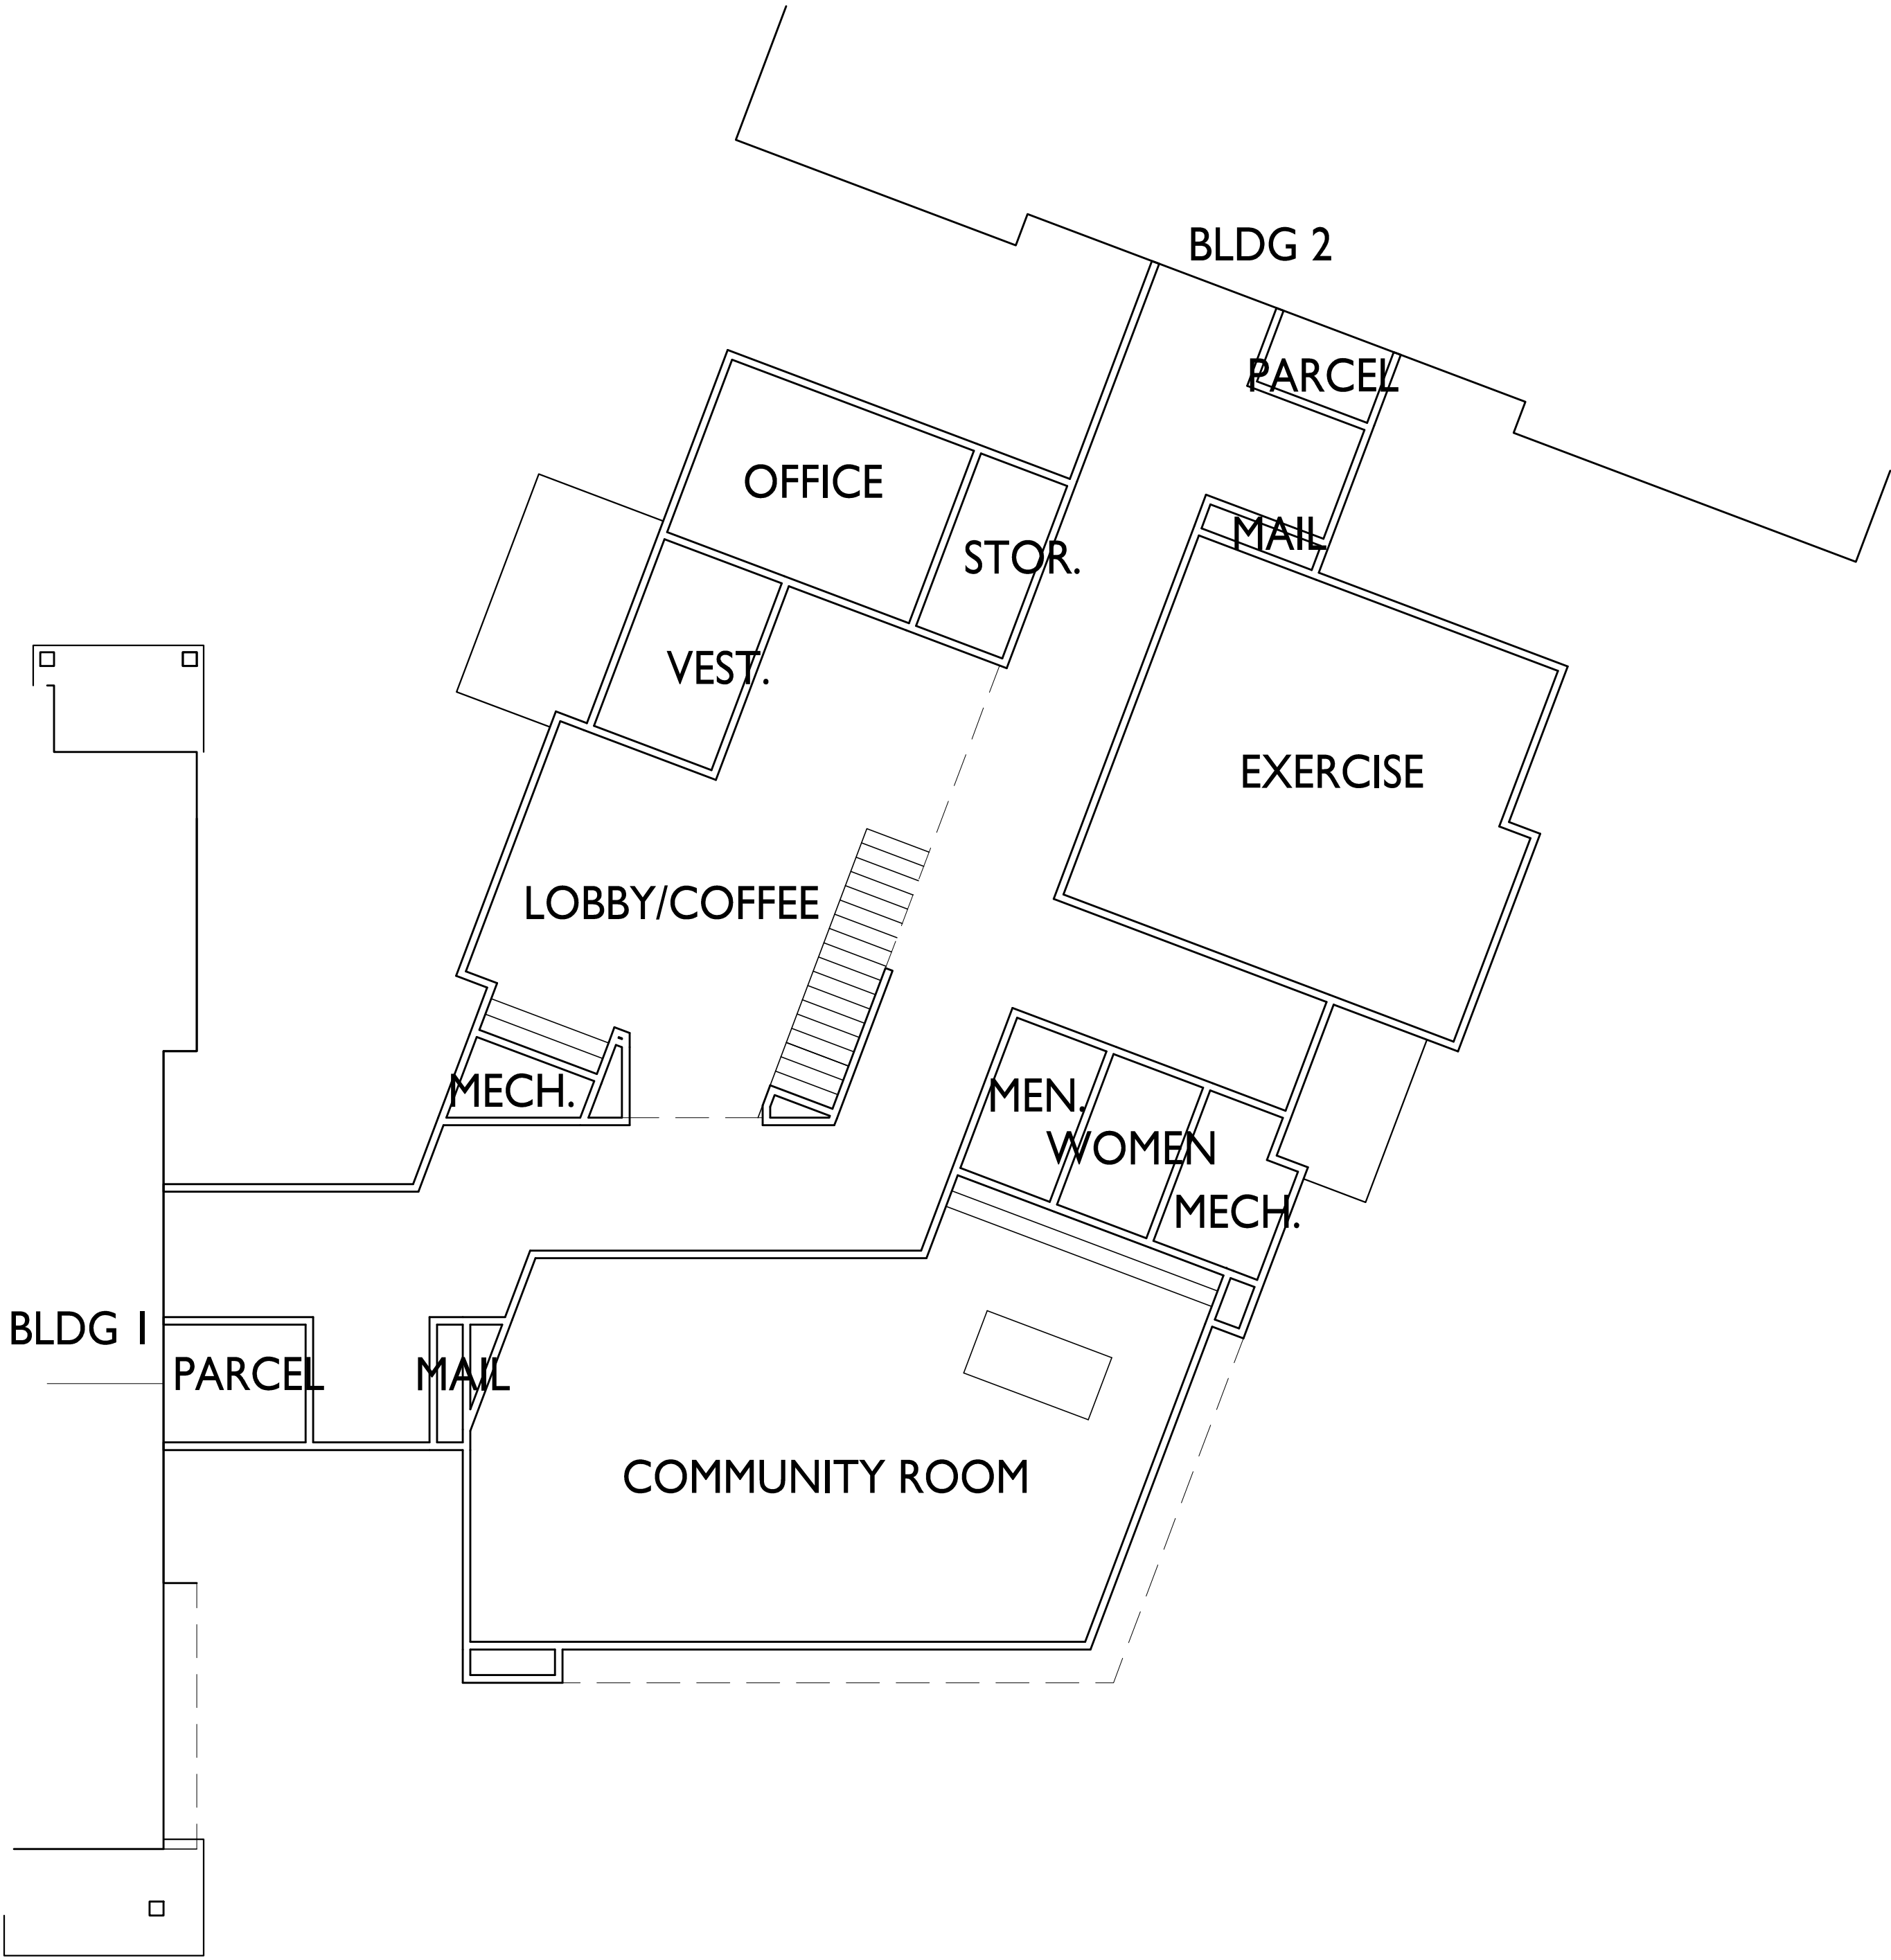 BLDG 2
PARCEL
OFFICE
MAIL
STOR.
VEST.
EXERCISE
LOBBY/COFFEE
MECH.
MEN.
WOMEN
MECH.
BLDG 1
PARCEL
MAIL
COMMUNITY ROOM